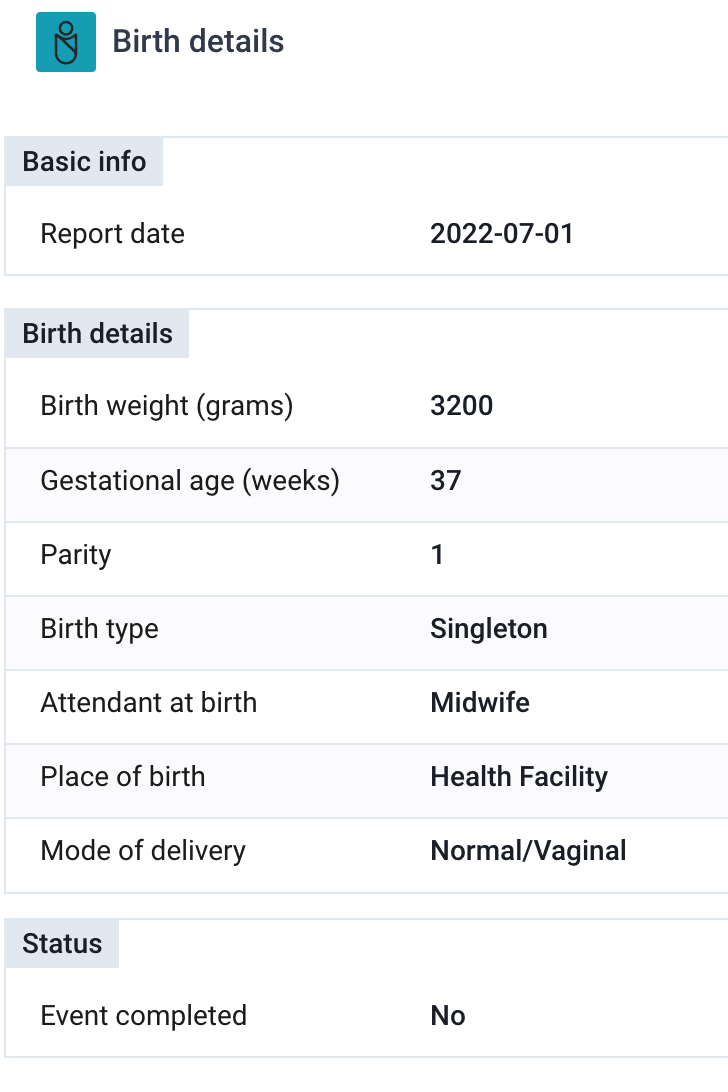 Birth details
Basic info
Report date 2022-07-01
Birth details
Birth weight (grams) 3200
Gestational age (weeks) 37
Parity 1
Birth type Singleton
Attendant at birth Midwife
Place of birth Health Facility
Mode of delivery Normal/Vaginal
Status
Event completed No